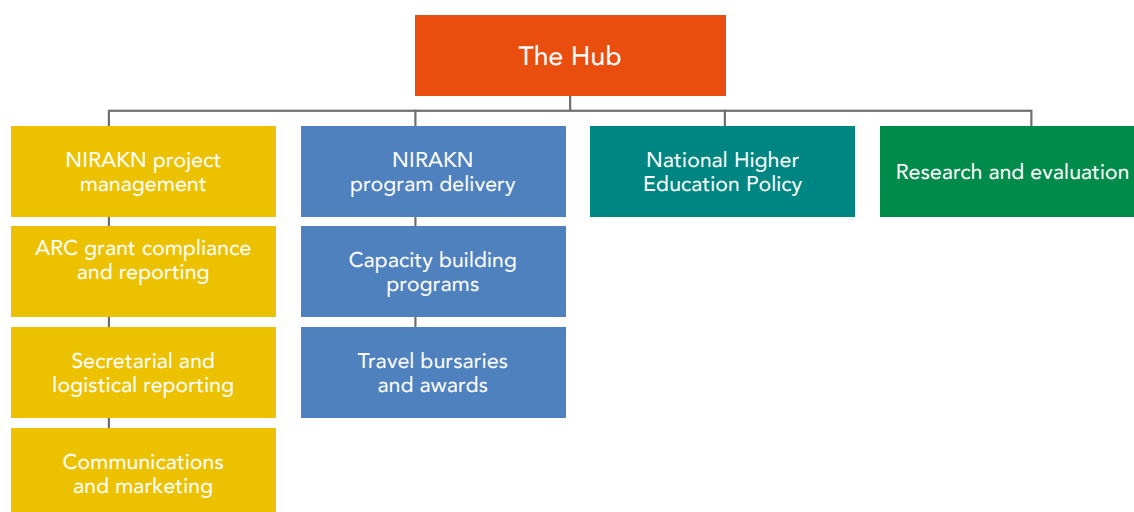 The Hub
NIRAKN project
management
NIRAKN
program delivery
National Higher
Education Policy
Research and evaluation
ARC grant compliance
and reporting
Capacity building
programs
Secretarial and
logistical reporting
Travel bursaries
and awards
Communications
and marketing